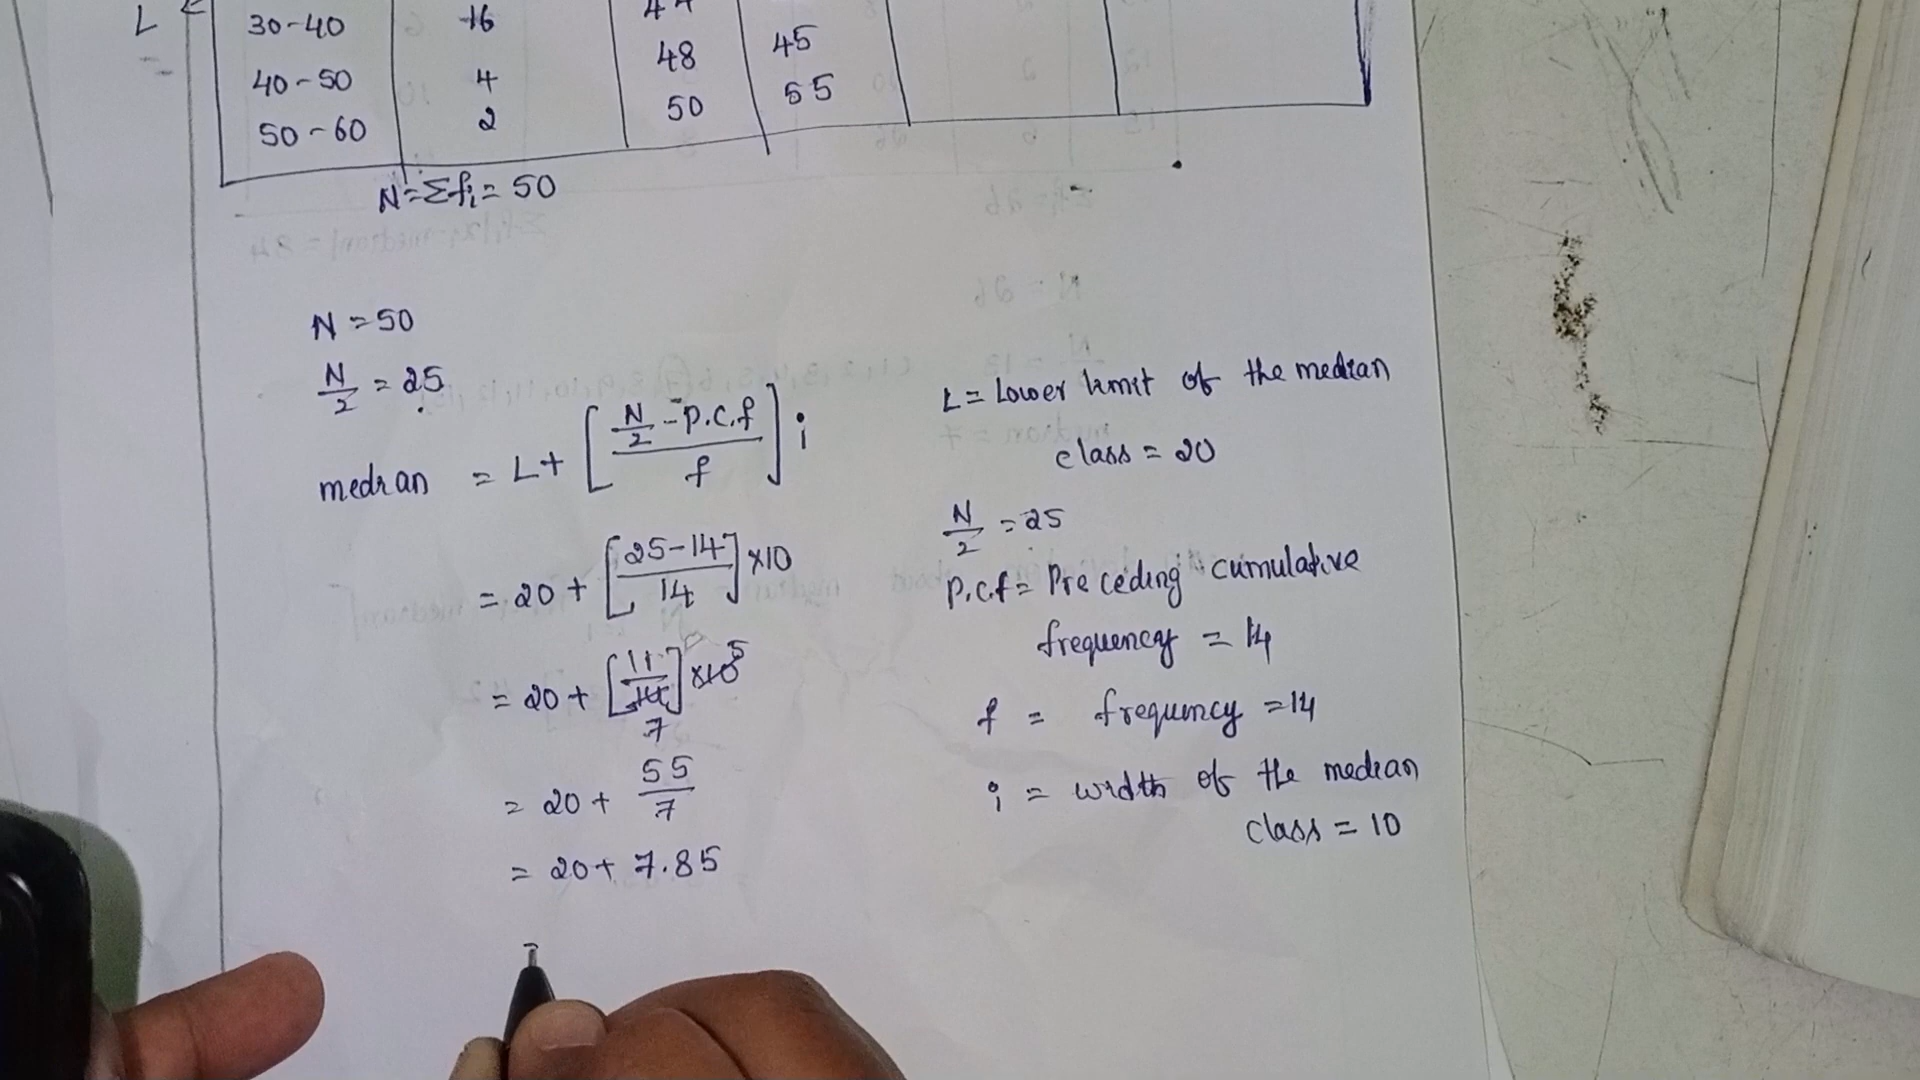 L
30-40 16 44
40-50 4 48 45
50-60 2 50 55
N=Σfi= 50
N = 50
N/2 = 25
median = L+ [N/2 - p.c.f / f] i
= 20 + [25-14 / 14] ×10
= 20 + [11/14] ×10 5
7
= 20 + 55/7
= 20+ 7.85
L = Lower limit of the median
class = 20
N/2 = 25
p.c.f = Preceding cumulative
frequency = 14
f = frequency = 14
i = width of the median
class = 10